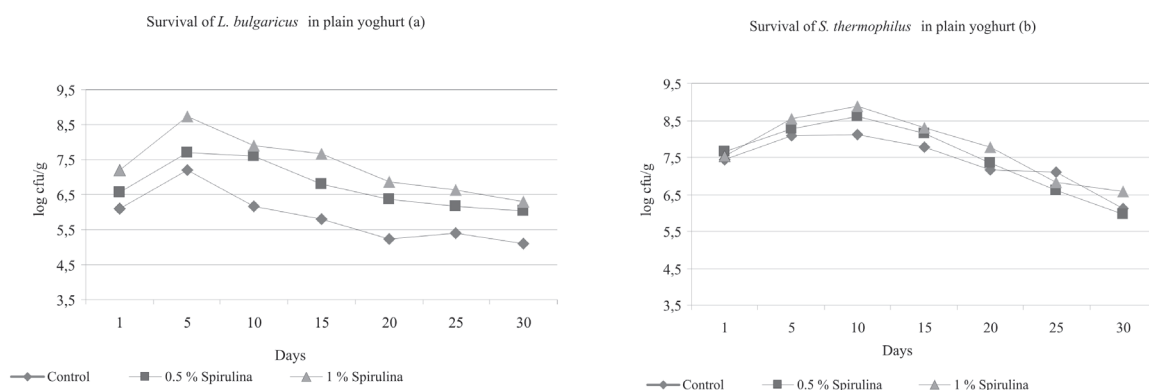 Survival of L. bulgaricus in plain yoghurt (a)
9,5
8,5
7,5
6,5
5,5
4,5
3,5
log cfu/g
1 5 10 15 20 25 30
Days
Control 0.5 % Spirulina 1 % Spirulina
Survival of S. thermophilus in plain yoghurt (b)
9,5
8,5
7,5
6,5
5,5
4,5
3,5
log cfu/g
1 5 10 15 20 25 30
Days
Control 0.5 % Spirulina 1 % Spirulina